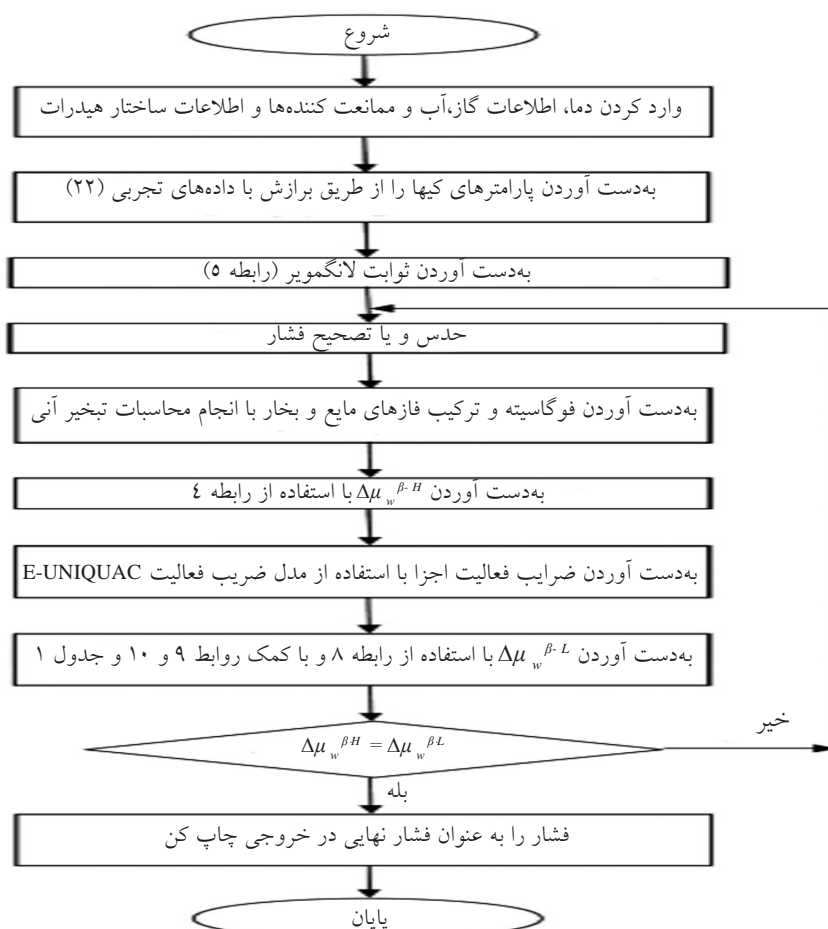 شروع
وارد کردن دما، اطلاعات گاز،آب و ممانعت کننده‌ها و اطلاعات ساختار هیدرات
به‌دست آوردن پارامترهای کیها را از طریق برازش با داده‌های تجربی (۲۲)
به‌دست آوردن ثوابت لانگمویر (رابطه ۵)
حدس و یا تصحیح فشار
به‌دست آوردن فوگاسیته و ترکیب فازهای مایع و بخار با انجام محاسبات تبخیر آنی
به‌دست آوردن Δμ_w^β-H با استفاده از رابطه ٤
به‌دست آوردن ضرایب فعالیت اجزا با استفاده از مدل ضریب فعالیت E-UNIQUAC
به‌دست آوردن Δμ_w^β-L با استفاده از رابطه ۸ و با کمک روابط ۹ و ۱۰ و جدول ۱
خیر
Δμ_w^βH = Δμ_w^βL
بله
فشار را به عنوان فشار نهایی در خروجی چاپ کن
پایان